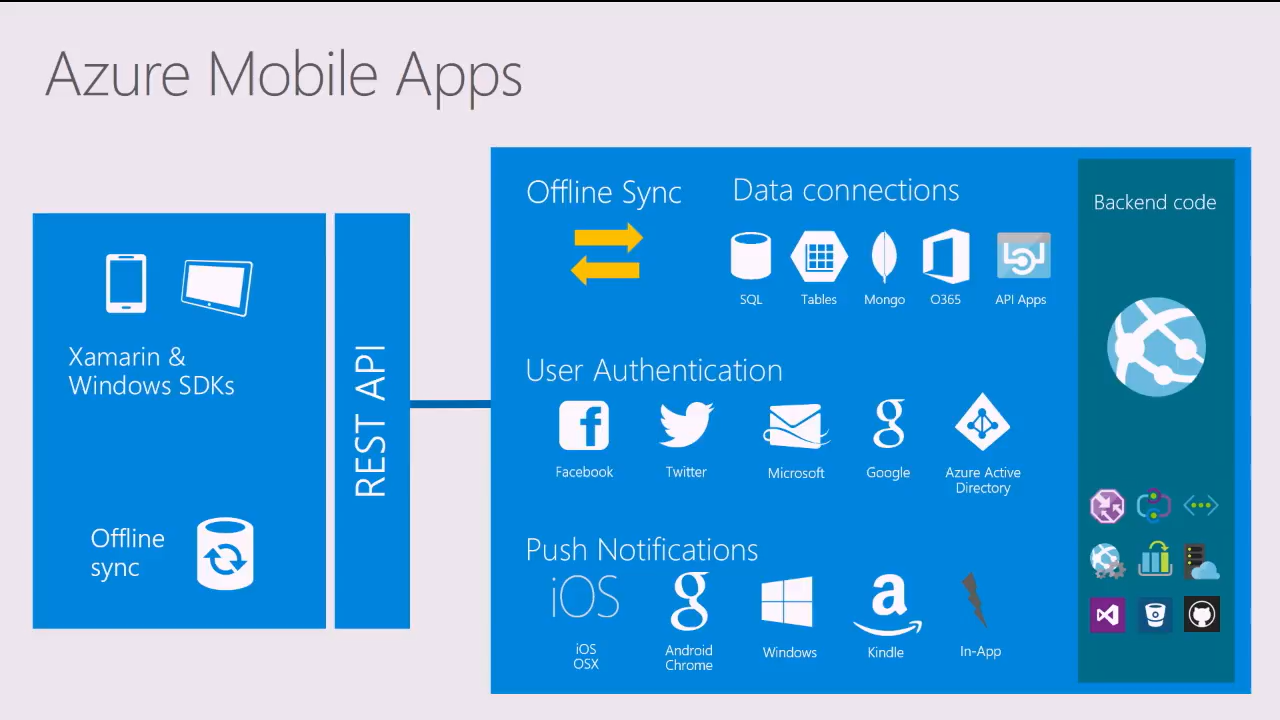 Azure Mobile Apps
Xamarin &
Windows SDKs
Offline
sync
REST API
Offline Sync
Data connections
SQL
Tables
Mongo
O365
API Apps
User Authentication
Facebook
Twitter
Microsoft
Google
Azure Active
Directory
Push Notifications
iOS
iOS
OSX
Android
Chrome
Windows
Kindle
In-App
Backend code